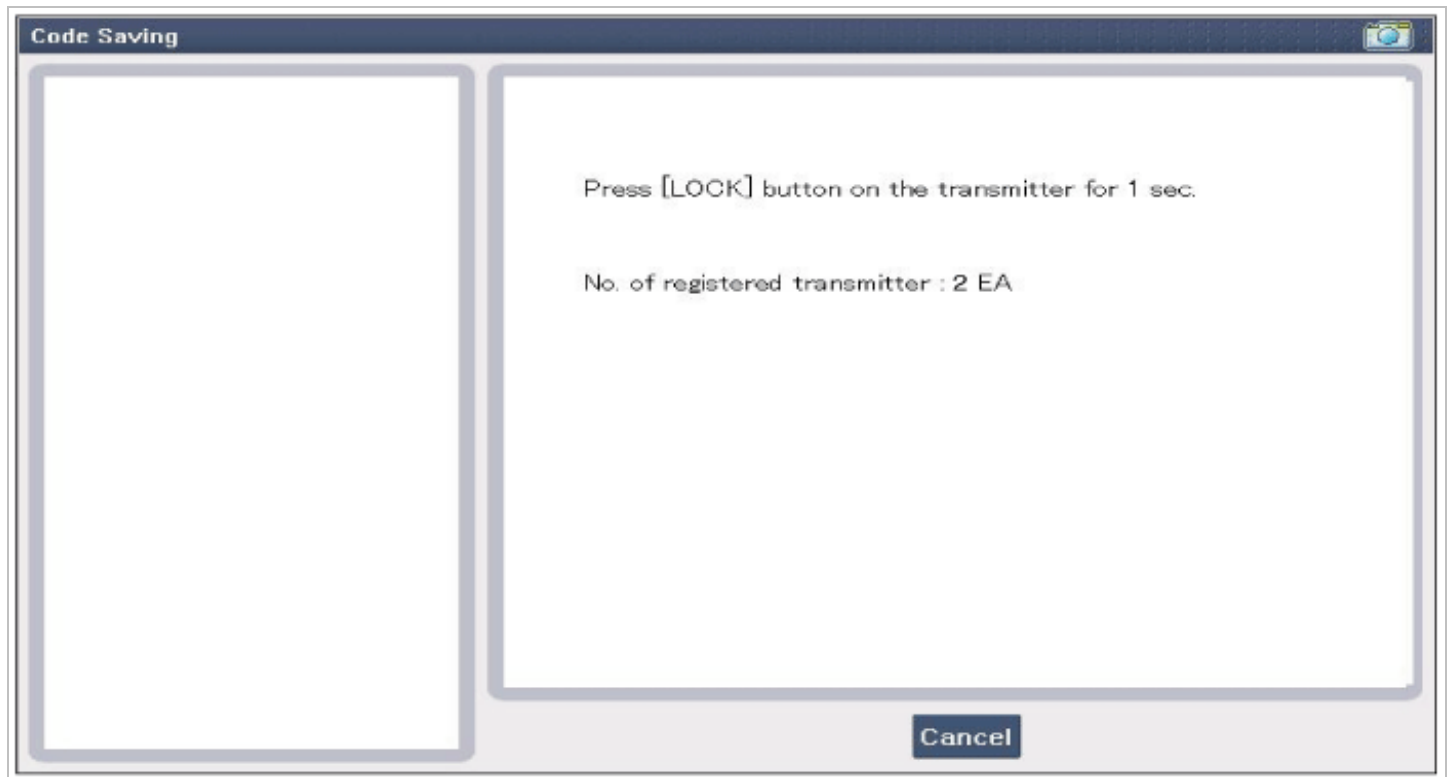 Code Saving
Press [LOCK] button on the transmitter for 1 sec.
No. of registered transmitter : 2 EA
Cancel